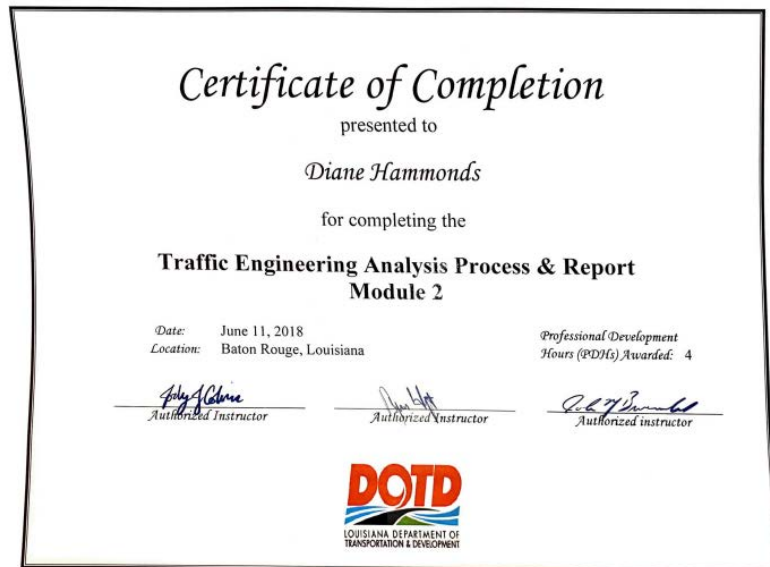 Certificate of Completion
presented to
Diane Hammonds
for completing the
Traffic Engineering Analysis Process & Report
Module 2
Date: June 11, 2018
Location: Baton Rouge, Louisiana
Professional Development
Hours (PDHs) Awarded: 4
Authorized Instructor
Authorized Instructor
Authorized instructor
DOTD
LOUISIANA DEPARTMENT OF
TRANSPORTATION & DEVELOPMENT